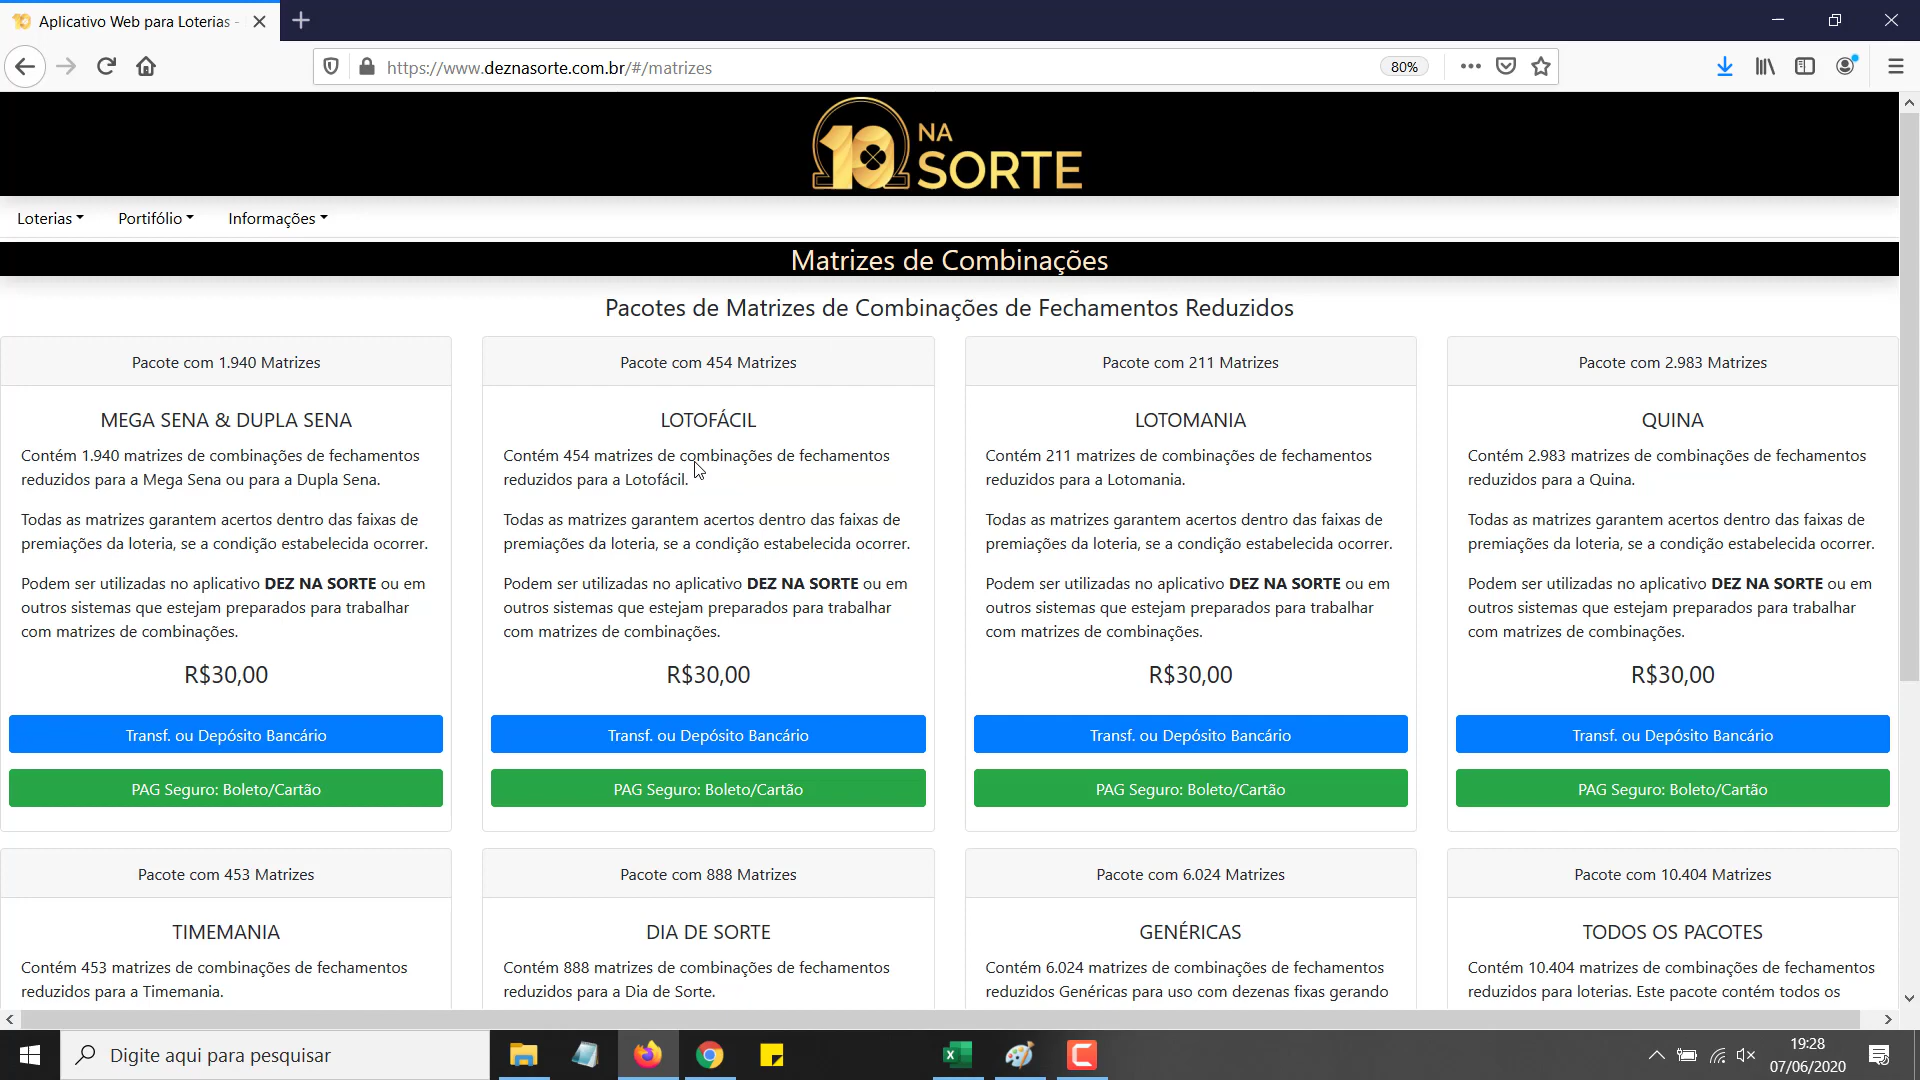 Aplicativo Web para Loterias -
https://www.deznasorte.com.br/#/matrizes
80%
10 NA SORTE
Loterias
Portifólio
Informações
Matrizes de Combinações
Pacotes de Matrizes de Combinações de Fechamentos Reduzidos
Pacote com 1.940 Matrizes
MEGA SENA & DUPLA SENA
Contém 1.940 matrizes de combinações de fechamentos
reduzidos para a Mega Sena ou para a Dupla Sena.
Todas as matrizes garantem acertos dentro das faixas de
premiações da loteria, se a condição estabelecida ocorrer.
Podem ser utilizadas no aplicativo DEZ NA SORTE ou em
outros sistemas que estejam preparados para trabalhar
com matrizes de combinações.
R$30,00
Transf. ou Depósito Bancário
PAG Seguro: Boleto/Cartão
Pacote com 454 Matrizes
LOTOFÁCIL
Contém 454 matrizes de combinações de fechamentos
reduzidos para a Lotofácil.
Todas as matrizes garantem acertos dentro das faixas de
premiações da loteria, se a condição estabelecida ocorrer.
Podem ser utilizadas no aplicativo DEZ NA SORTE ou em
outros sistemas que estejam preparados para trabalhar
com matrizes de combinações.
R$30,00
Transf. ou Depósito Bancário
PAG Seguro: Boleto/Cartão
Pacote com 211 Matrizes
LOTOMANIA
Contém 211 matrizes de combinações de fechamentos
reduzidos para a Lotomania.
Todas as matrizes garantem acertos dentro das faixas de
premiações da loteria, se a condição estabelecida ocorrer.
Podem ser utilizadas no aplicativo DEZ NA SORTE ou em
outros sistemas que estejam preparados para trabalhar
com matrizes de combinações.
R$30,00
Transf. ou Depósito Bancário
PAG Seguro: Boleto/Cartão
Pacote com 2.983 Matrizes
QUINA
Contém 2.983 matrizes de combinações de fechamentos
reduzidos para a Quina.
Todas as matrizes garantem acertos dentro das faixas de
premiações da loteria, se a condição estabelecida ocorrer.
Podem ser utilizadas no aplicativo DEZ NA SORTE ou em
outros sistemas que estejam preparados para trabalhar
com matrizes de combinações.
R$30,00
Transf. ou Depósito Bancário
PAG Seguro: Boleto/Cartão
Pacote com 453 Matrizes
TIMEMANIA
Contém 453 matrizes de combinações de fechamentos
reduzidos para a Timemania.
Pacote com 888 Matrizes
DIA DE SORTE
Contém 888 matrizes de combinações de fechamentos
reduzidos para a Dia de Sorte.
Pacote com 6.024 Matrizes
GENÉRICAS
Contém 6.024 matrizes de combinações de fechamentos
reduzidos Genéricas para uso com dezenas fixas gerando
Pacote com 10.404 Matrizes
TODOS OS PACOTES
Contém 10.404 matrizes de combinações de fechamentos
reduzidos para loterias. Este pacote contém todos os
Digite aqui para pesquisar
19:28
07/06/2020